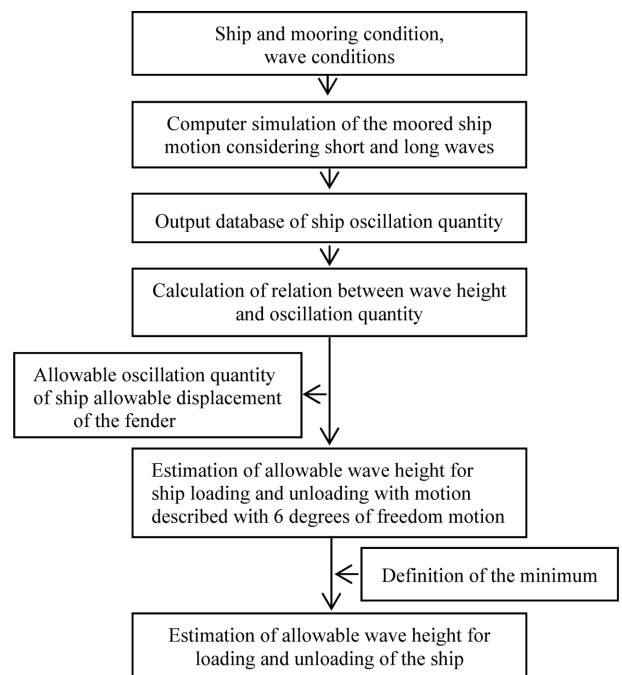 Ship and mooring condition,
wave conditions
Computer simulation of the moored ship
motion considering short and long waves
Output database of ship oscillation quantity
Calculation of relation between wave height
and oscillation quantity
Allowable oscillation quantity
of ship allowable displacement
of the fender
Estimation of allowable wave height for
ship loading and unloading with motion
described with 6 degrees of freedom motion
Definition of the minimum
Estimation of allowable wave height for
loading and unloading of the ship